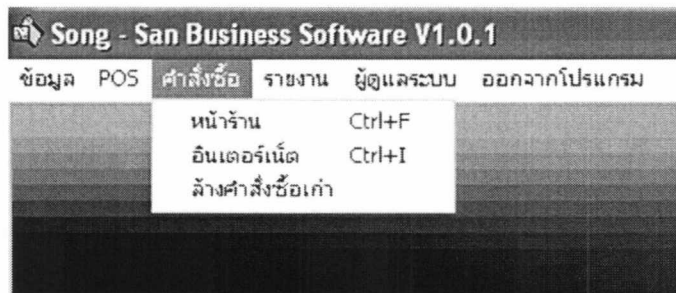 Song - San Business Software V1.0.1
ข้อมูล POS คำสั่งซื้อ รายงาน ผู้ดูแลระบบ ออกจากโปรแกรม
หน้าร้าน Ctrl+F
อินเตอร์เน็ต Ctrl+I
ล้างคำสั่งซื้อเก่า